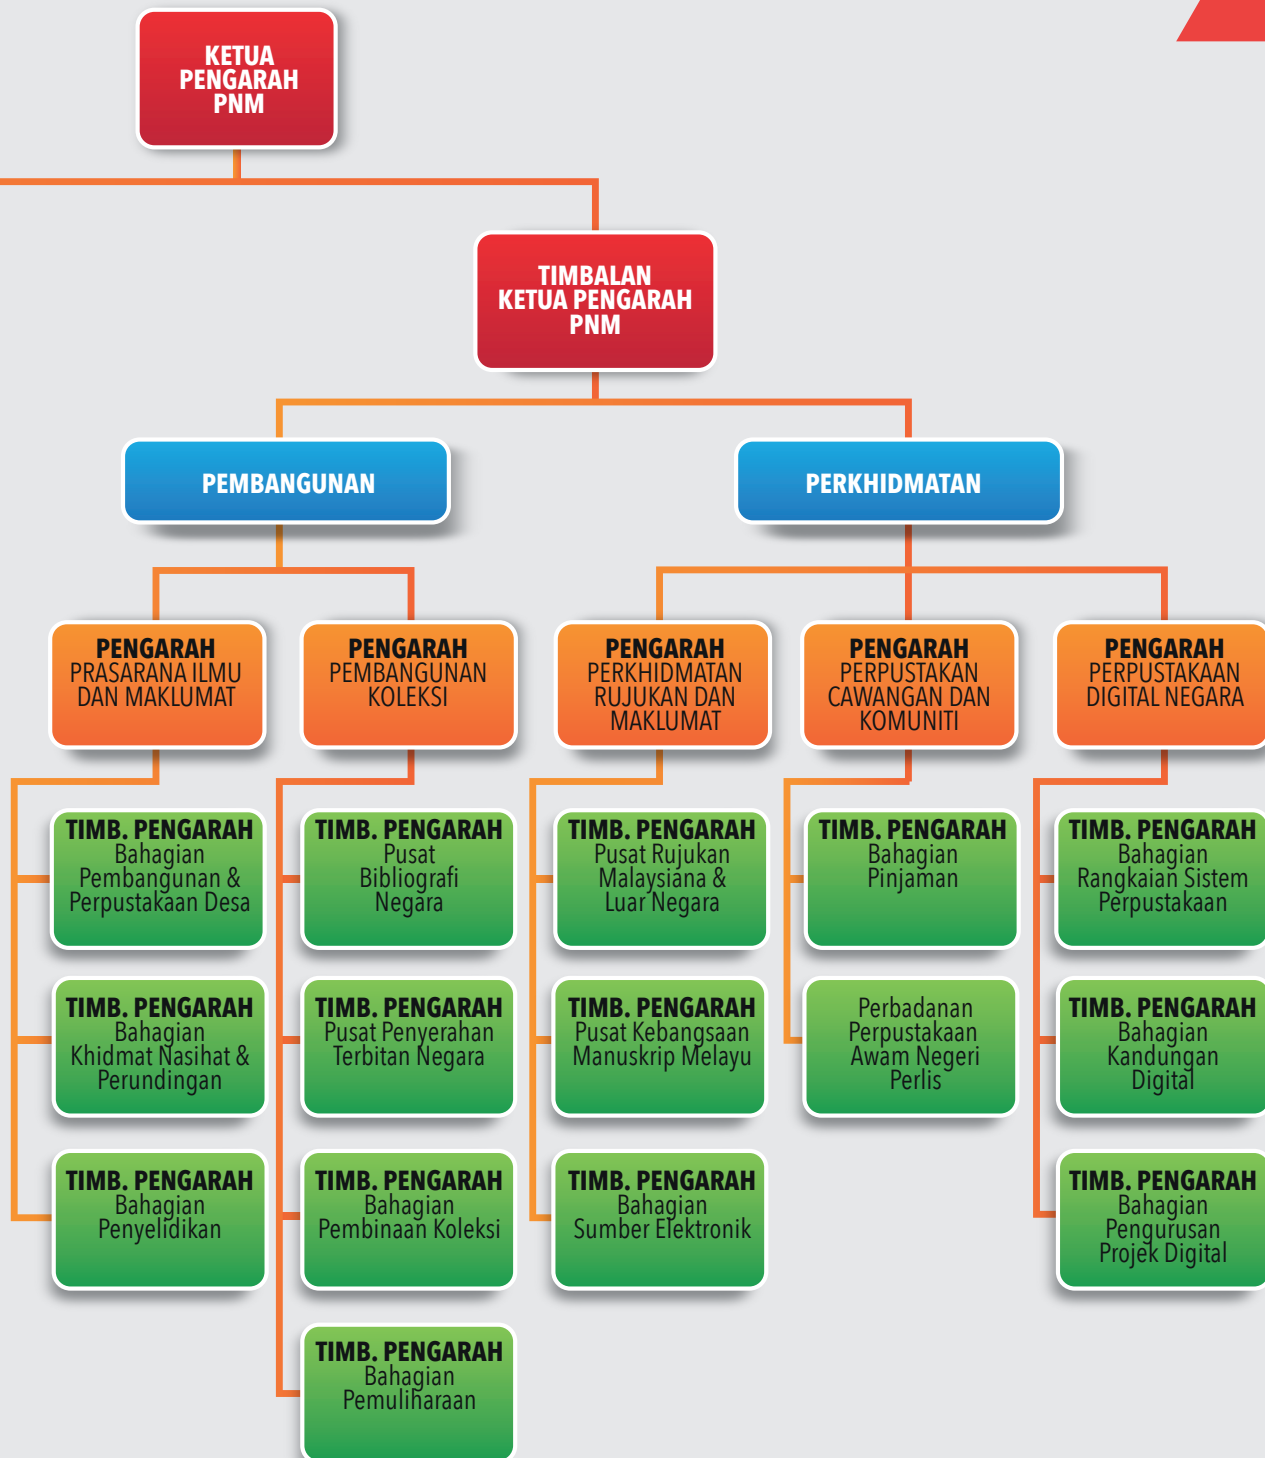 KETUA
PENGARAH
PNM
TIMBALAN
KETUA PENGARAH
PNM
PEMBANGUNAN
PERKHIDMATAN
PENGARAH
PRASARANA ILMU
DAN MAKLUMAT
PENGARAH
PEMBANGUNAN
KOLEKSI
PENGARAH
PERKHIDMATAN
RUJUKAN DAN
MAKLUMAT
PENGARAH
PERPUSTAKAN
CAWANGAN DAN
KOMUNITI
PENGARAH
PERPUSTAKAAN
DIGITAL NEGARA
TIMB. PENGARAH
Bahagian
Pembangunan &
Perpustakaan Desa
TIMB. PENGARAH
Pusat
Bibliografi
Negara
TIMB. PENGARAH
Pusat Rujukan
Malaysiana &
Luar Negara
TIMB. PENGARAH
Bahagian
Pinjaman
TIMB. PENGARAH
Bahagian
Rangkaian Sistem
Perpustakaan
TIMB. PENGARAH
Bahagian
Khidmat Nasihat &
Perundingan
TIMB. PENGARAH
Pusat Penyerahan
Terbitan Negara
TIMB. PENGARAH
Pusat Kebangsaan
Manuskrip Melayu
Perbadanan
Perpustakaan
Awam Negeri
Perlis
TIMB. PENGARAH
Bahagian
Kandungan
Digital
TIMB. PENGARAH
Bahagian
Penyelidikan
TIMB. PENGARAH
Bahagian
Pembinaan Koleksi
TIMB. PENGARAH
Bahagian
Sumber Elektronik
TIMB. PENGARAH
Bahagian
Pengurusan
Projek Digital
TIMB. PENGARAH
Bahagian
Pemuliharaan